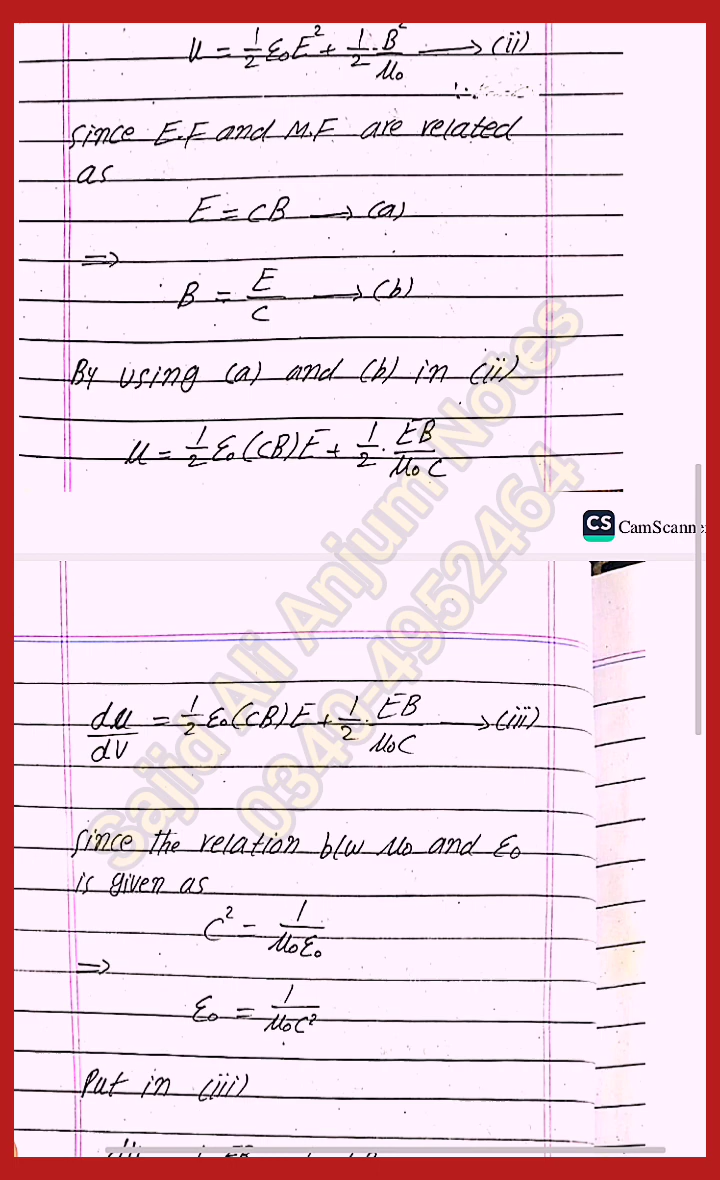 u = 1/2 ε₀E² + 1/2 · B²/μ₀ ⟶ (ii)
Since E.F and M.F are related
as
E = cB ⟶ (a)
⇒
B = E/c ⟶ (b)
By using (a) and (b) in (ii)
u = 1/2 ε₀(cB)E + 1/2 · EB/μ₀c
CS CamScann
du/dV = 1/2 ε₀(cB)E + 1/2 · EB/μ₀c ⟶ (iii)
Since the relation b/w μ₀ and ε₀
is given as
c² = 1/μ₀ε₀
⇒
ε₀ = 1/μ₀c²
Put in (iii)
Sajid Ali Anjum Notes
0340-4952464